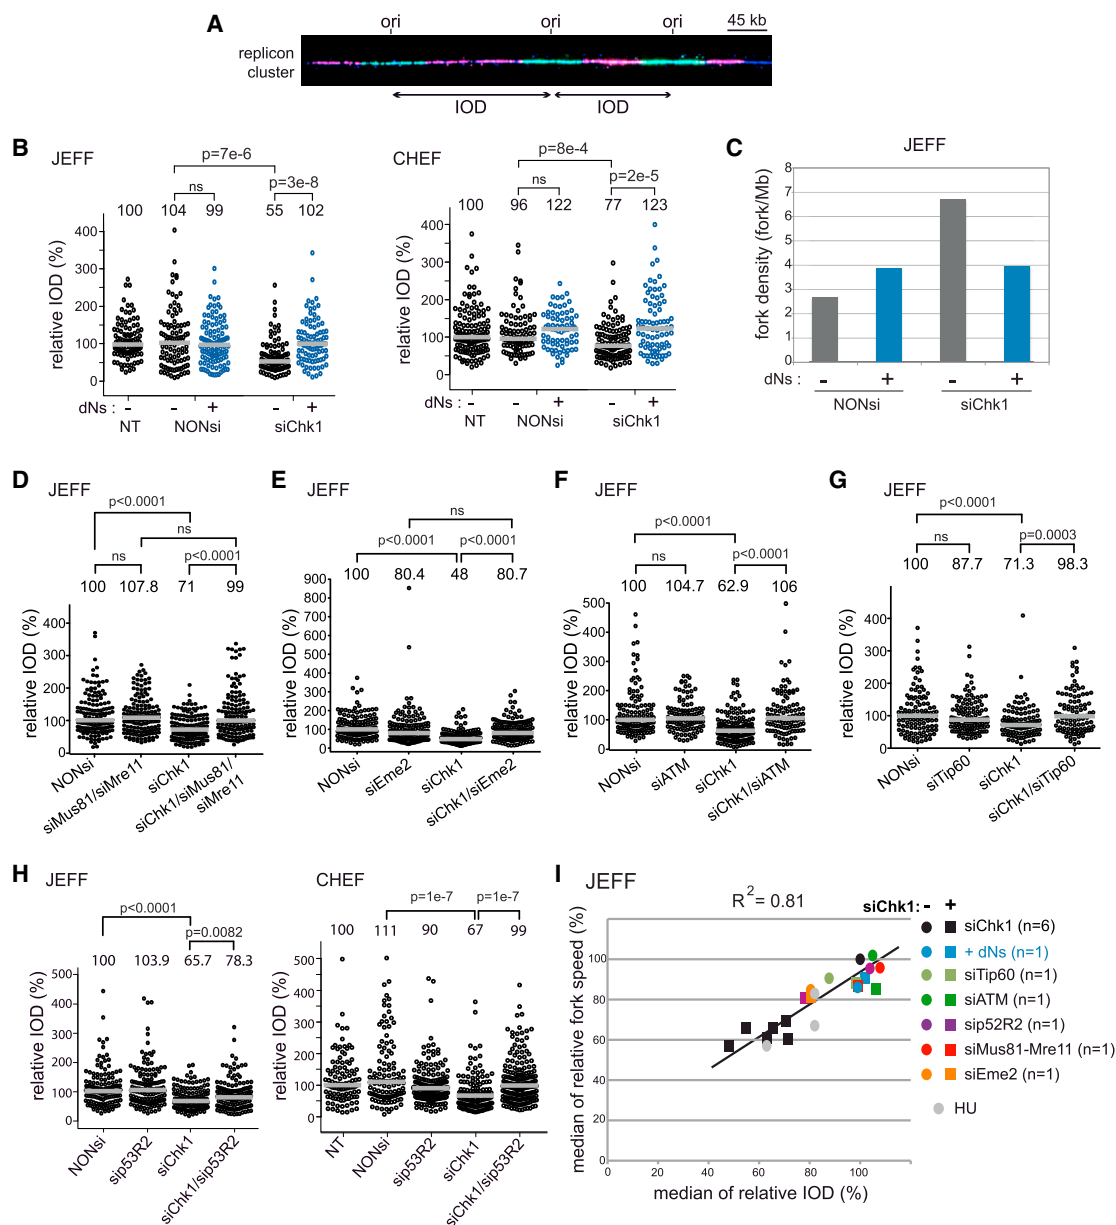 A
ori ori ori 45 kb
replicon
cluster
IOD IOD
B
JEFF
p=7e-6
ns p=3e-8
100 104 99 55 102
relative IOD (%)
400
300
200
100
0
dNs : - - + - +
NT NONsi siChk1
CHEF
p=8e-4
ns p=2e-5
100 96 122 77 123
relative IOD (%)
400
300
200
100
0
dNs : - - + - +
NT NONsi siChk1
C
JEFF
fork density (fork/Mb)
8
7
6
5
4
3
2
1
0
dNs : - + - +
NONsi siChk1
D
JEFF
p<0.0001
ns
ns p<0.0001
100 107.8 71 99
relative IOD (%)
400
300
200
100
0
NONsi
siMus81/siMre11
siChk1
siChk1/siMus81/
siMre11
E
JEFF
ns
p<0.0001 p<0.0001
100 80.4 48 80.7
relative IOD (%)
900
800
700
600
500
400
300
200
100
0
NONsi
siEme2
siChk1
siChk1/siEme2
F
JEFF
p<0.0001
ns p<0.0001
100 104.7 62.9 106
relative IOD (%)
500
400
300
200
100
0
NONsi
siATM
siChk1
siChk1/siATM
G
JEFF
p<0.0001
ns p=0.0003
100 87.7 71.3 98.3
relative IOD (%)
400
300
200
100
0
NONsi
siTip60
siChk1
siChk1/siTip60
H
JEFF
p<0.0001
p=0.0082
100 103.9 65.7 78.3
relative IOD (%)
500
400
300
200
100
0
NONsi
sip53R2
siChk1
siChk1/sip53R2
CHEF
p=1e-7 p=1e-7
100 111 90 67 99
relative IOD (%)
500
400
300
200
100
0
NT
NONsi
sip53R2
siChk1
siChk1/sip53R2
I
JEFF
R2= 0.81
median of relative fork speed (%)
100
80
60
40
20
0
0 20 40 60 80 100
median of relative IOD (%)
siChk1: - +
siChk1 (n=6)
+ dNs (n=1)
siTip60 (n=1)
siATM (n=1)
sip52R2 (n=1)
siMus81-Mre11 (n=1)
siEme2 (n=1)
HU